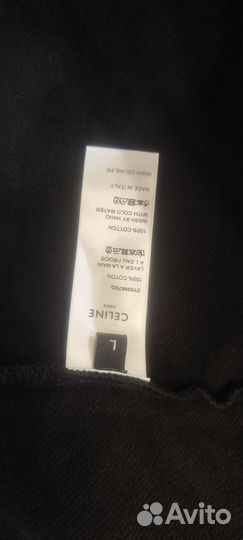 L
CELINE
PARIS
2Y559670G
100% COTTON
LAVER A LA MAIN
A L EAU FROIDE
100% COTTON
WASH BY HAND
WITH COLD WATER
MADE IN ITALY
WWW.CELINE.FR
Avito